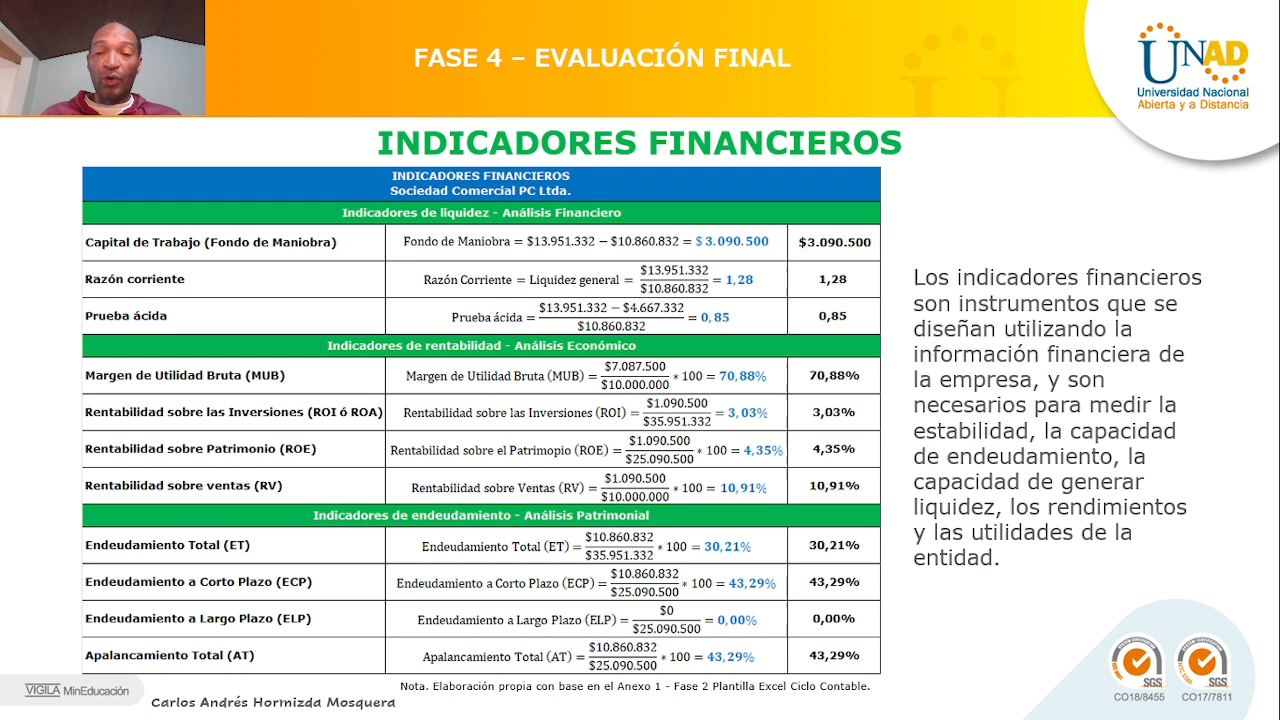 FASE 4 – EVALUACIÓN FINAL
UNAD
Universidad Nacional
Abierta y a Distancia
INDICADORES FINANCIEROS
INDICADORES FINANCIEROS
Sociedad Comercial PC Ltda.
Indicadores de liquidez - Análisis Financiero
Capital de Trabajo (Fondo de Maniobra) Fondo de Maniobra = $13.951.332 − $10.860.832 = $ 3.090.500 $3.090.500
Razón corriente Razón Corriente = Liquidez general = $13.951.332 / $10.860.832 = 1,28 1,28
Prueba ácida Prueba ácida = $13.951.332 − $4.667.332 / $10.860.832 = 0,85 0,85
Indicadores de rentabilidad - Análisis Económico
Margen de Utilidad Bruta (MUB) Margen de Utilidad Bruta (MUB) = $7.087.500 / $10.000.000 * 100 = 70,88% 70,88%
Rentabilidad sobre las Inversiones (ROI ó ROA) Rentabilidad sobre las Inversiones (ROI) = $1.090.500 / $35.951.332 = 3,03% 3,03%
Rentabilidad sobre Patrimonio (ROE) Rentabilidad sobre el Patrimopio (ROE) = $1.090.500 / $25.090.500 * 100 = 4,35% 4,35%
Rentabilidad sobre ventas (RV) Rentabilidad sobre Ventas (RV) = $1.090.500 / $10.000.000 * 100 = 10,91% 10,91%
Indicadores de endeudamiento - Análisis Patrimonial
Endeudamiento Total (ET) Endeudamiento Total (ET) = $10.860.832 / $35.951.332 * 100 = 30,21% 30,21%
Endeudamiento a Corto Plazo (ECP) Endeudamiento a Corto Plazo (ECP) = $10.860.832 / $25.090.500 * 100 = 43,29% 43,29%
Endeudamiento a Largo Plazo (ELP) Endeudamiento a Largo Plazo (ELP) = $0 / $25.090.500 = 0,00% 0,00%
Apalancamiento Total (AT) Apalancamiento Total (AT) = $10.860.832 / $25.090.500 * 100 = 43,29% 43,29%
Nota. Elaboración propia con base en el Anexo 1 - Fase 2 Plantilla Excel Ciclo Contable.
Los indicadores financieros
son instrumentos que se
diseñan utilizando la
información financiera de
la empresa, y son
necesarios para medir la
estabilidad, la capacidad
de endeudamiento, la
capacidad de generar
liquidez, los rendimientos
y las utilidades de la
entidad.
VIGILADA MinEducación
Carlos Andrés Hormizda Mosquera
SGS
SGS
CO18/8455
CO17/7811